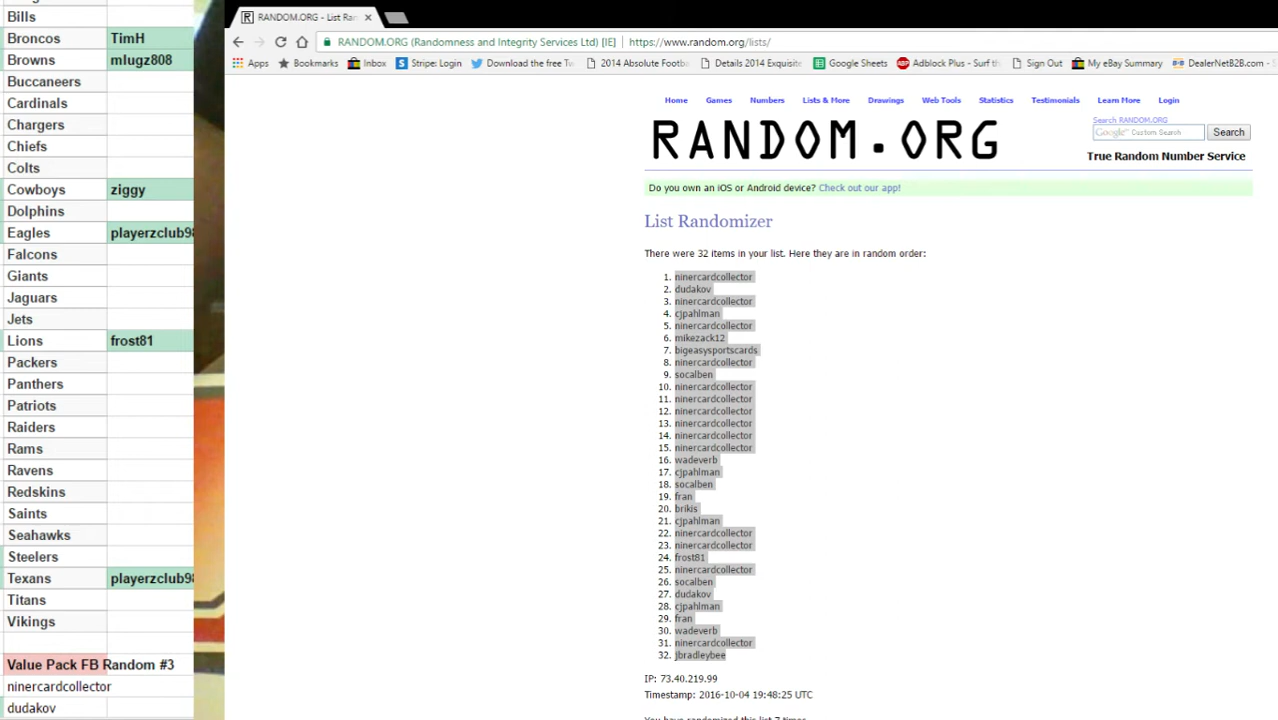 Bills
Broncos TimH
Browns mlugz808
Buccaneers
Cardinals
Chargers
Chiefs
Colts
Cowboys ziggy
Dolphins
Eagles playerzclub98
Falcons
Giants
Jaguars
Jets
Lions frost81
Packers
Panthers
Patriots
Raiders
Rams
Ravens
Redskins
Saints
Seahawks
Steelers
Texans playerzclub98
Titans
Vikings
Value Pack FB Random #3
ninercardcollector
dudakov
RANDOM.ORG - List Ran
RANDOM.ORG (Randomness and Integrity Services Ltd) [IE] https://www.random.org/lists/
Apps Bookmarks Inbox Stripe: Login Download the free Tw 2014 Absolute Footba Details 2014 Exquisite Google Sheets Adblock Plus - Surf th Sign Out My eBay Summary DealerNetB2B.com -
Home Games Numbers Lists & More Drawings Web Tools Statistics Testimonials Learn More Login
RANDOM.ORG
Search RANDOM.ORG
Google™ Custom Search Search
True Random Number Service
Do you own an iOS or Android device? Check out our app!
List Randomizer
There were 32 items in your list. Here they are in random order:
1. ninercardcollector
2. dudakov
3. ninercardcollector
4. cjpahlman
5. ninercardcollector
6. mikezack12
7. bigeasysportscards
8. ninercardcollector
9. socalben
10. ninercardcollector
11. ninercardcollector
12. ninercardcollector
13. ninercardcollector
14. ninercardcollector
15. ninercardcollector
16. wadeverb
17. cjpahlman
18. socalben
19. fran
20. brikis
21. cjpahlman
22. ninercardcollector
23. ninercardcollector
24. frost81
25. ninercardcollector
26. socalben
27. dudakov
28. cjpahlman
29. fran
30. wadeverb
31. ninercardcollector
32. jbradleybee
IP: 73.40.219.99
Timestamp: 2016-10-04 19:48:25 UTC
You have randomized this list 7 times